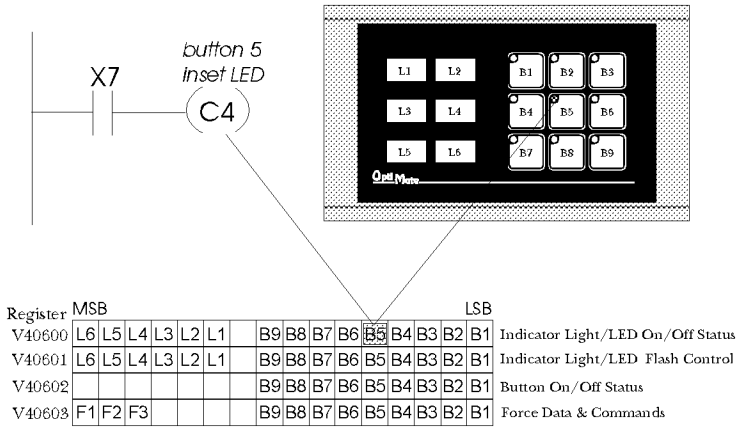 button 5
inset LED
X7
C4
L1 L2 B1 B2 B3
L3 L4 B4 B5 B6
L5 L6 B7 B8 B9
OptiMate
Register MSB LSB
V40600 L6 L5 L4 L3 L2 L1 B9 B8 B7 B6 B5 B4 B3 B2 B1 Indicator Light/LED On/Off Status
V40601 L6 L5 L4 L3 L2 L1 B9 B8 B7 B6 B5 B4 B3 B2 B1 Indicator Light/LED Flash Control
V40602 B9 B8 B7 B6 B5 B4 B3 B2 B1 Button On/Off Status
V40603 F1 F2 F3 B9 B8 B7 B6 B5 B4 B3 B2 B1 Force Data & Commands